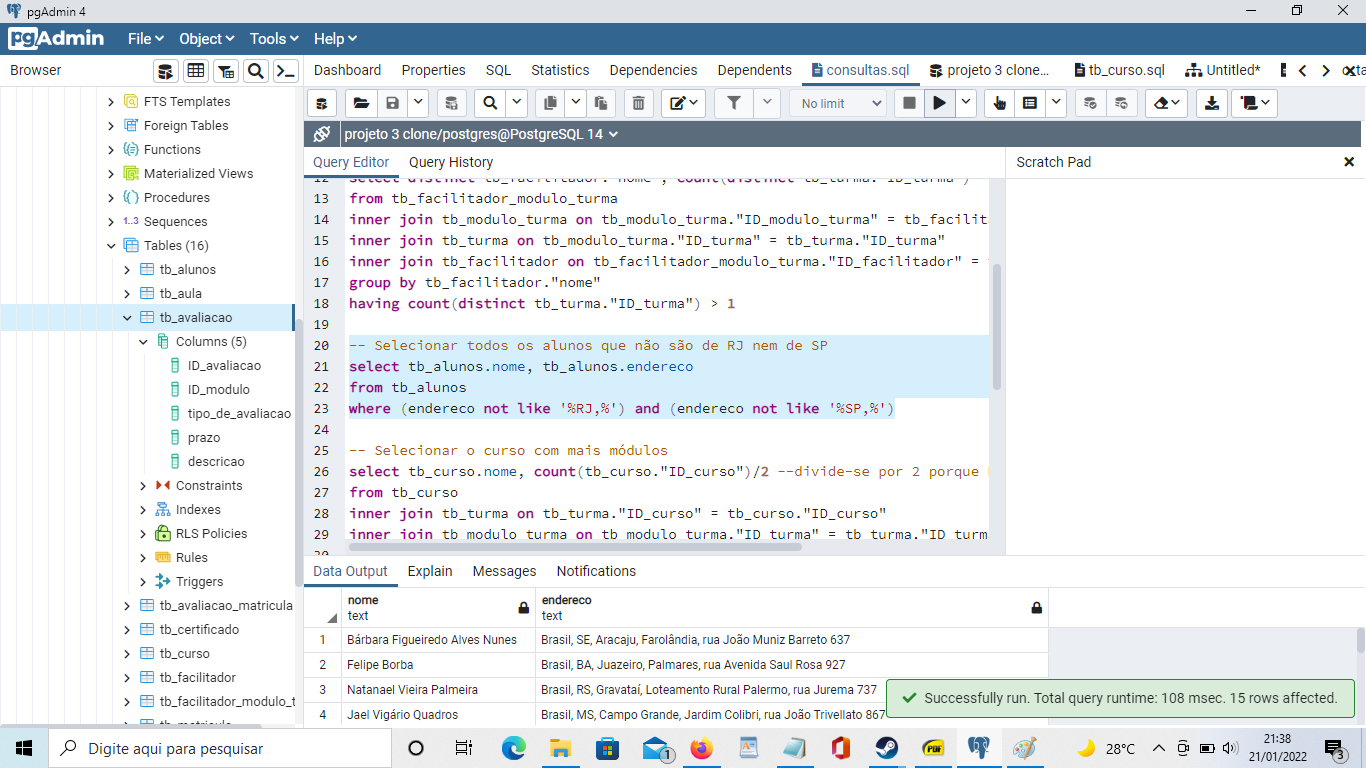 pgAdmin 4
pgAdmin File Object Tools Help
Browser
Dashboard Properties SQL Statistics Dependencies Dependents consultas.sql projeto 3 clone... tb_curso.sql Untitled*
No limit
projeto 3 clone/postgres@PostgreSQL 14
Query Editor Query History
Scratch Pad
FTS Templates
Foreign Tables
Functions
Materialized Views
Procedures
1..3 Sequences
Tables (16)
tb_alunos
tb_aula
tb_avaliacao
Columns (5)
ID_avaliacao
ID_modulo
tipo_de_avaliacao
prazo
descricao
Constraints
Indexes
RLS Policies
Rules
Triggers
tb_avaliacao_matricula
tb_certificado
tb_curso
tb_facilitador
tb_facilitador_modulo_t
tb_matricula
12 select distinct tb_facilitador."nome", count(distinct tb_turma."ID_turma")
13 from tb_facilitador_modulo_turma
14 inner join tb_modulo_turma on tb_modulo_turma."ID_modulo_turma" = tb_facilita
15 inner join tb_turma on tb_modulo_turma."ID_turma" = tb_turma."ID_turma"
16 inner join tb_facilitador on tb_facilitador_modulo_turma."ID_facilitador" =
17 group by tb_facilitador."nome"
18 having count(distinct tb_turma."ID_turma") > 1
19
20 -- Selecionar todos os alunos que não são de RJ nem de SP
21 select tb_alunos.nome, tb_alunos.endereco
22 from tb_alunos
23 where (endereco not like '%RJ,%') and (endereco not like '%SP,%')
24
25 -- Selecionar o curso com mais módulos
26 select tb_curso.nome, count(tb_curso."ID_curso")/2 --divide-se por 2 porque
27 from tb_curso
28 inner join tb_turma on tb_turma."ID_curso" = tb_curso."ID_curso"
29 inner join tb_modulo_turma on tb_modulo_turma."ID_turma" = tb_turma."ID_turm
30
Data Output Explain Messages Notifications
nome endereco
text text
1 Bárbara Figueiredo Alves Nunes Brasil, SE, Aracaju, Farolândia, rua João Muniz Barreto 637
2 Felipe Borba Brasil, BA, Juazeiro, Palmares, rua Avenida Saul Rosa 927
3 Natanael Vieira Palmeira Brasil, RS, Gravataí, Loteamento Rural Palermo, rua Jurema 737
4 Jael Vigário Quadros Brasil, MS, Campo Grande, Jardim Colibri, rua João Trivellato 867
Successfully run. Total query runtime: 108 msec. 15 rows affected.
Digite aqui para pesquisar
1
PDF
28°C
21:38
21/01/2022
3